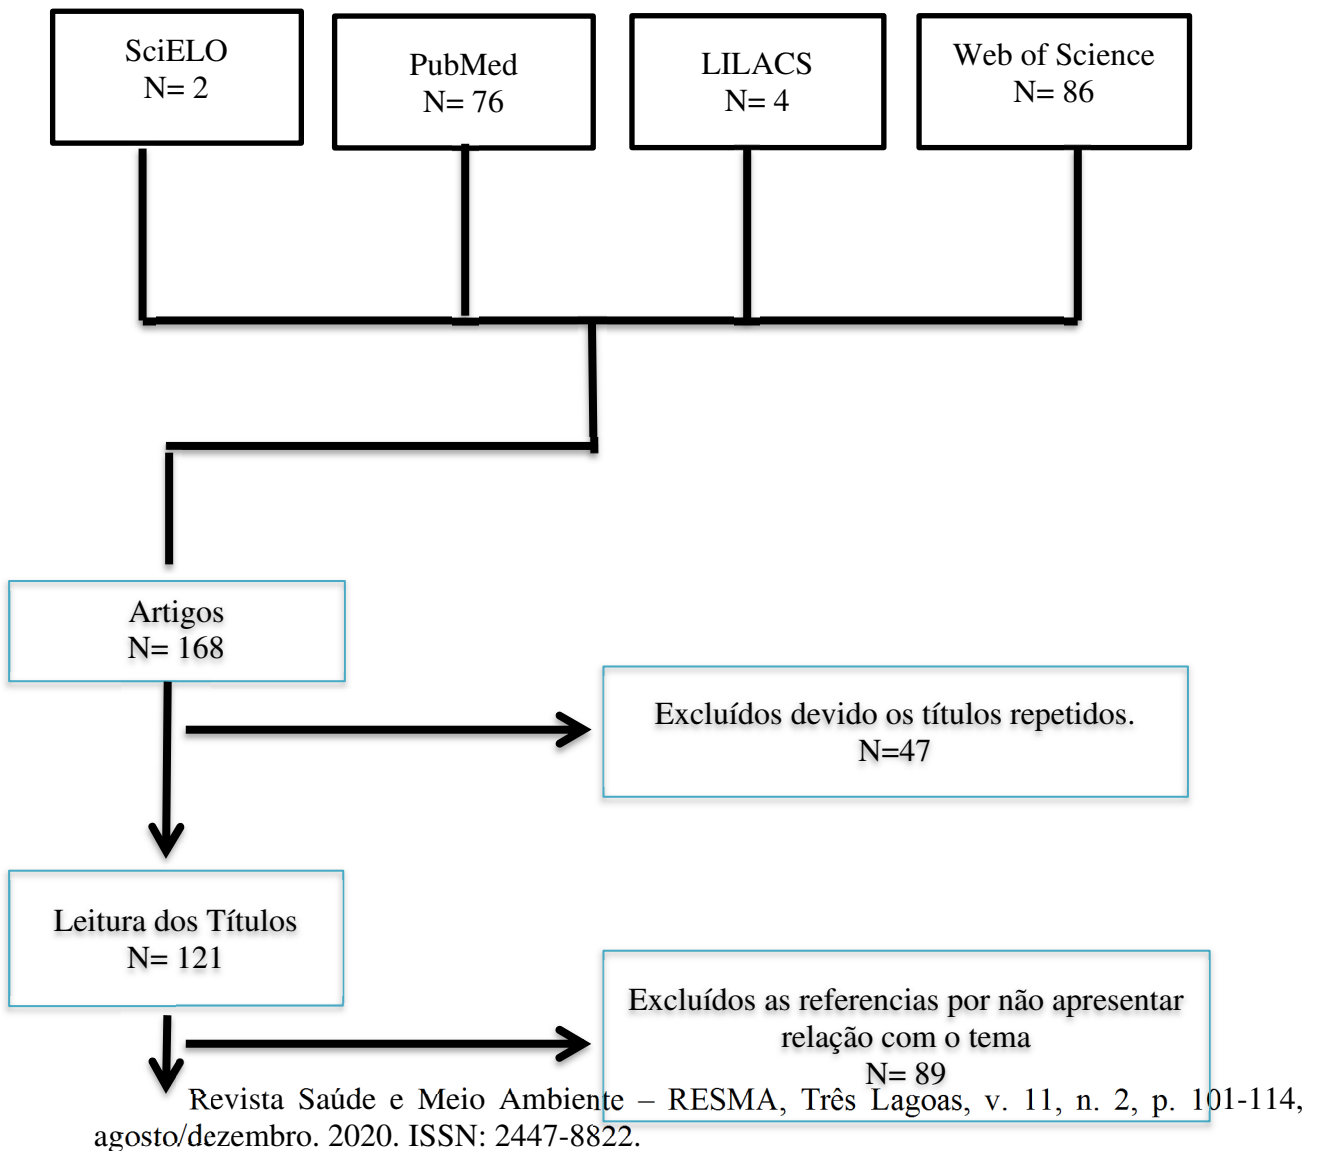 SciELO
N= 2
PubMed
N= 76
LILACS
N= 4
Web of Science
N= 86
Artigos
N= 168
Excluídos devido os títulos repetidos.
N=47
Leitura dos Títulos
N= 121
Excluídos as referencias por não apresentar
relação com o tema
N= 89
Revista Saúde e Meio Ambiente – RESMA, Três Lagoas, v. 11, n. 2, p. 101-114,
agosto/dezembro. 2020. ISSN: 2447-8822.